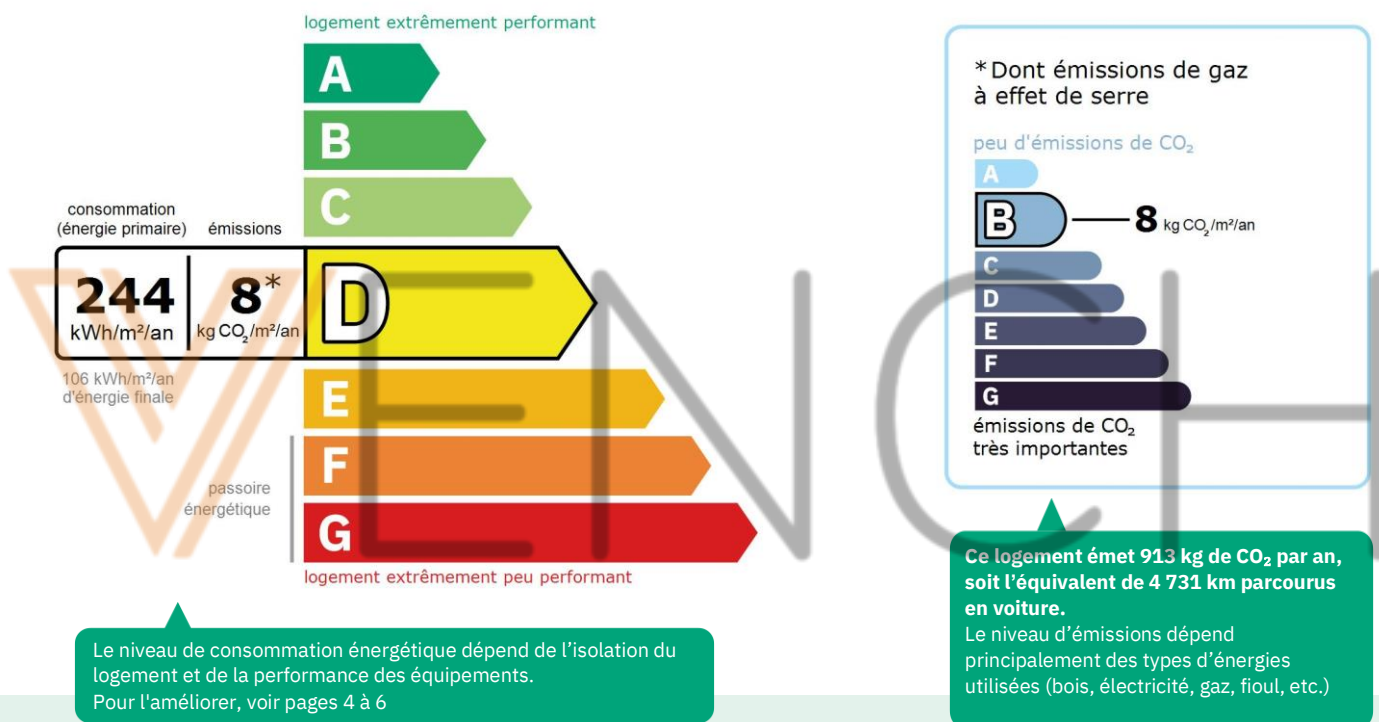 logement extrêmement performant
A
B
C
consommation
(énergie primaire)
émissions
244
kWh/m²/an
8*
kg CO₂/m²/an
D
106 kWh/m²/an
d'énergie finale
E
F
passoire
énergétique
G
logement extrêmement peu performant
Le niveau de consommation énergétique dépend de l’isolation du
logement et de la performance des équipements.
Pour l'améliorer, voir pages 4 à 6
*Dont émissions de gaz
à effet de serre
peu d'émissions de CO₂
A
B
8 kg CO₂/m²/an
C
D
E
F
G
émissions de CO₂
très importantes
Ce logement émet 913 kg de CO₂ par an,
soit l’équivalent de 4 731 km parcourus
en voiture.
Le niveau d’émissions dépend
principalement des types d’énergies
utilisées (bois, électricité, gaz, fioul, etc.)
VENCH